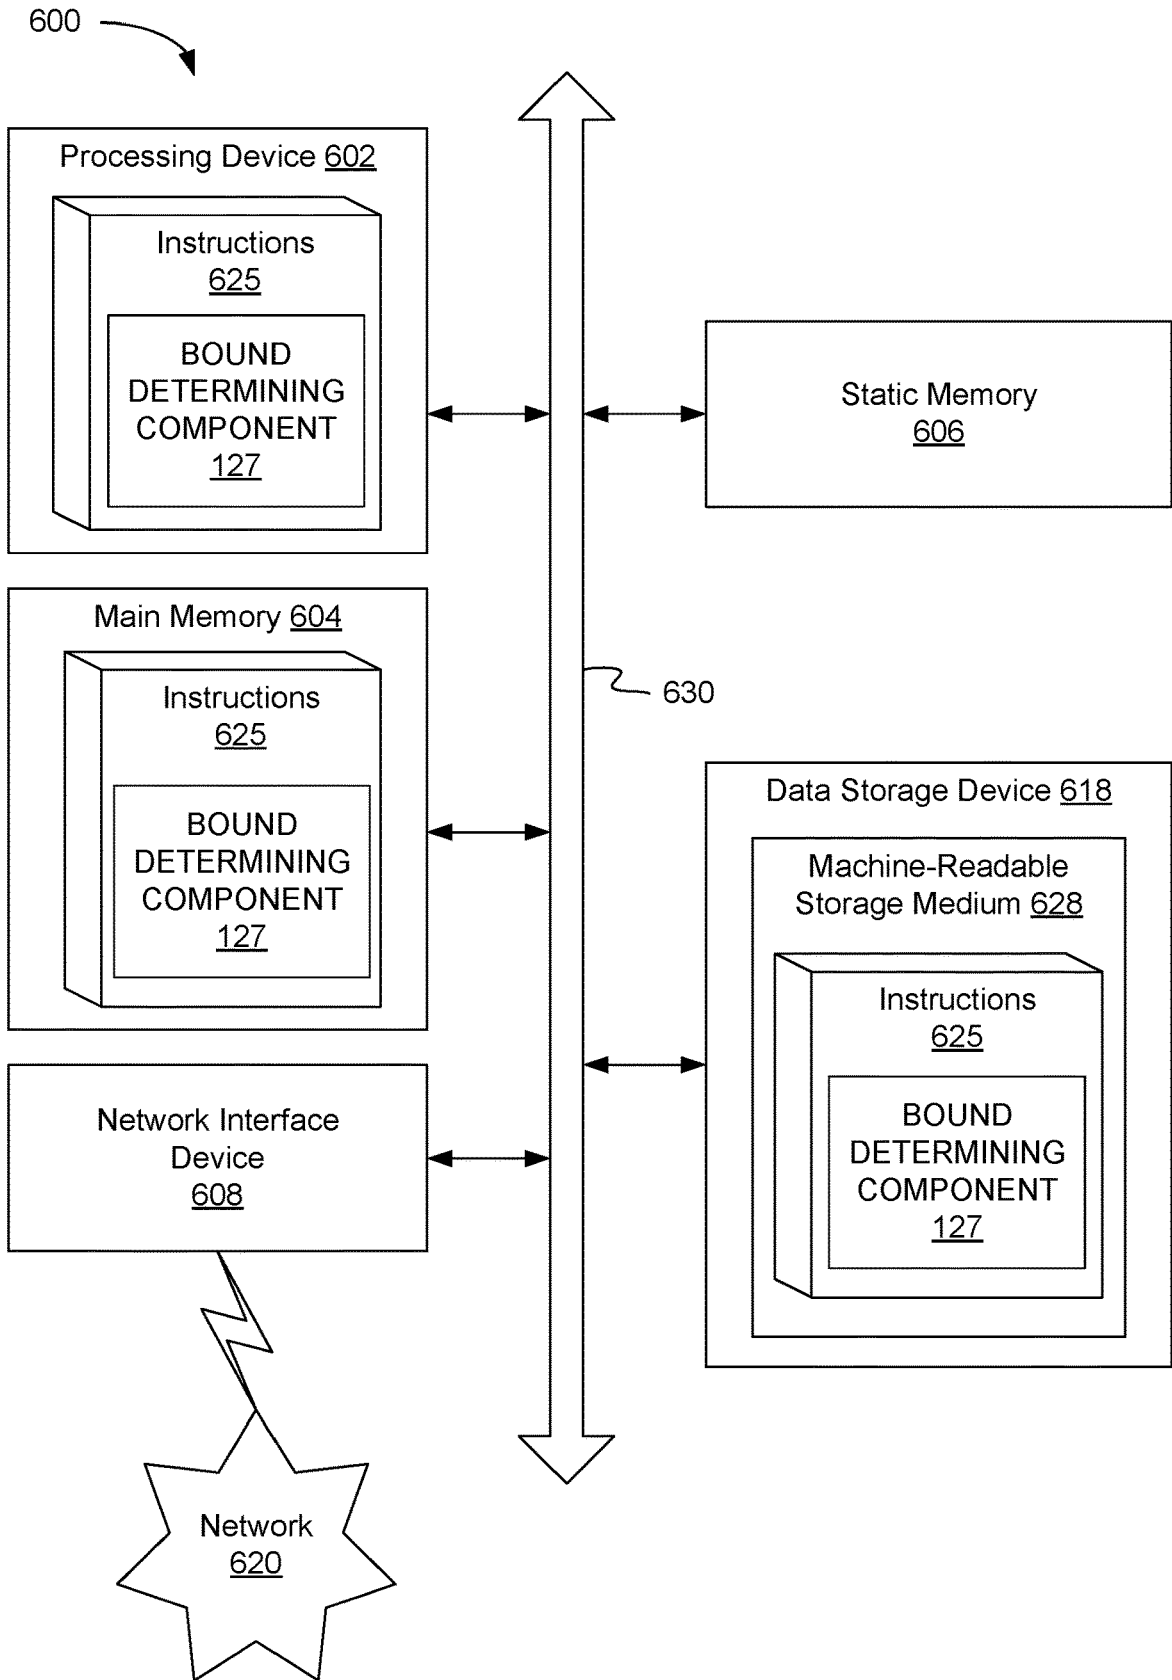 600
Processing Device 602
Instructions
625
BOUND
DETERMINING
COMPONENT
127
Main Memory 604
Instructions
625
BOUND
DETERMINING
COMPONENT
127
Network Interface
Device
608
Network
620
630
Static Memory
606
Data Storage Device 618
Machine-Readable
Storage Medium 628
Instructions
625
BOUND
DETERMINING
COMPONENT
127